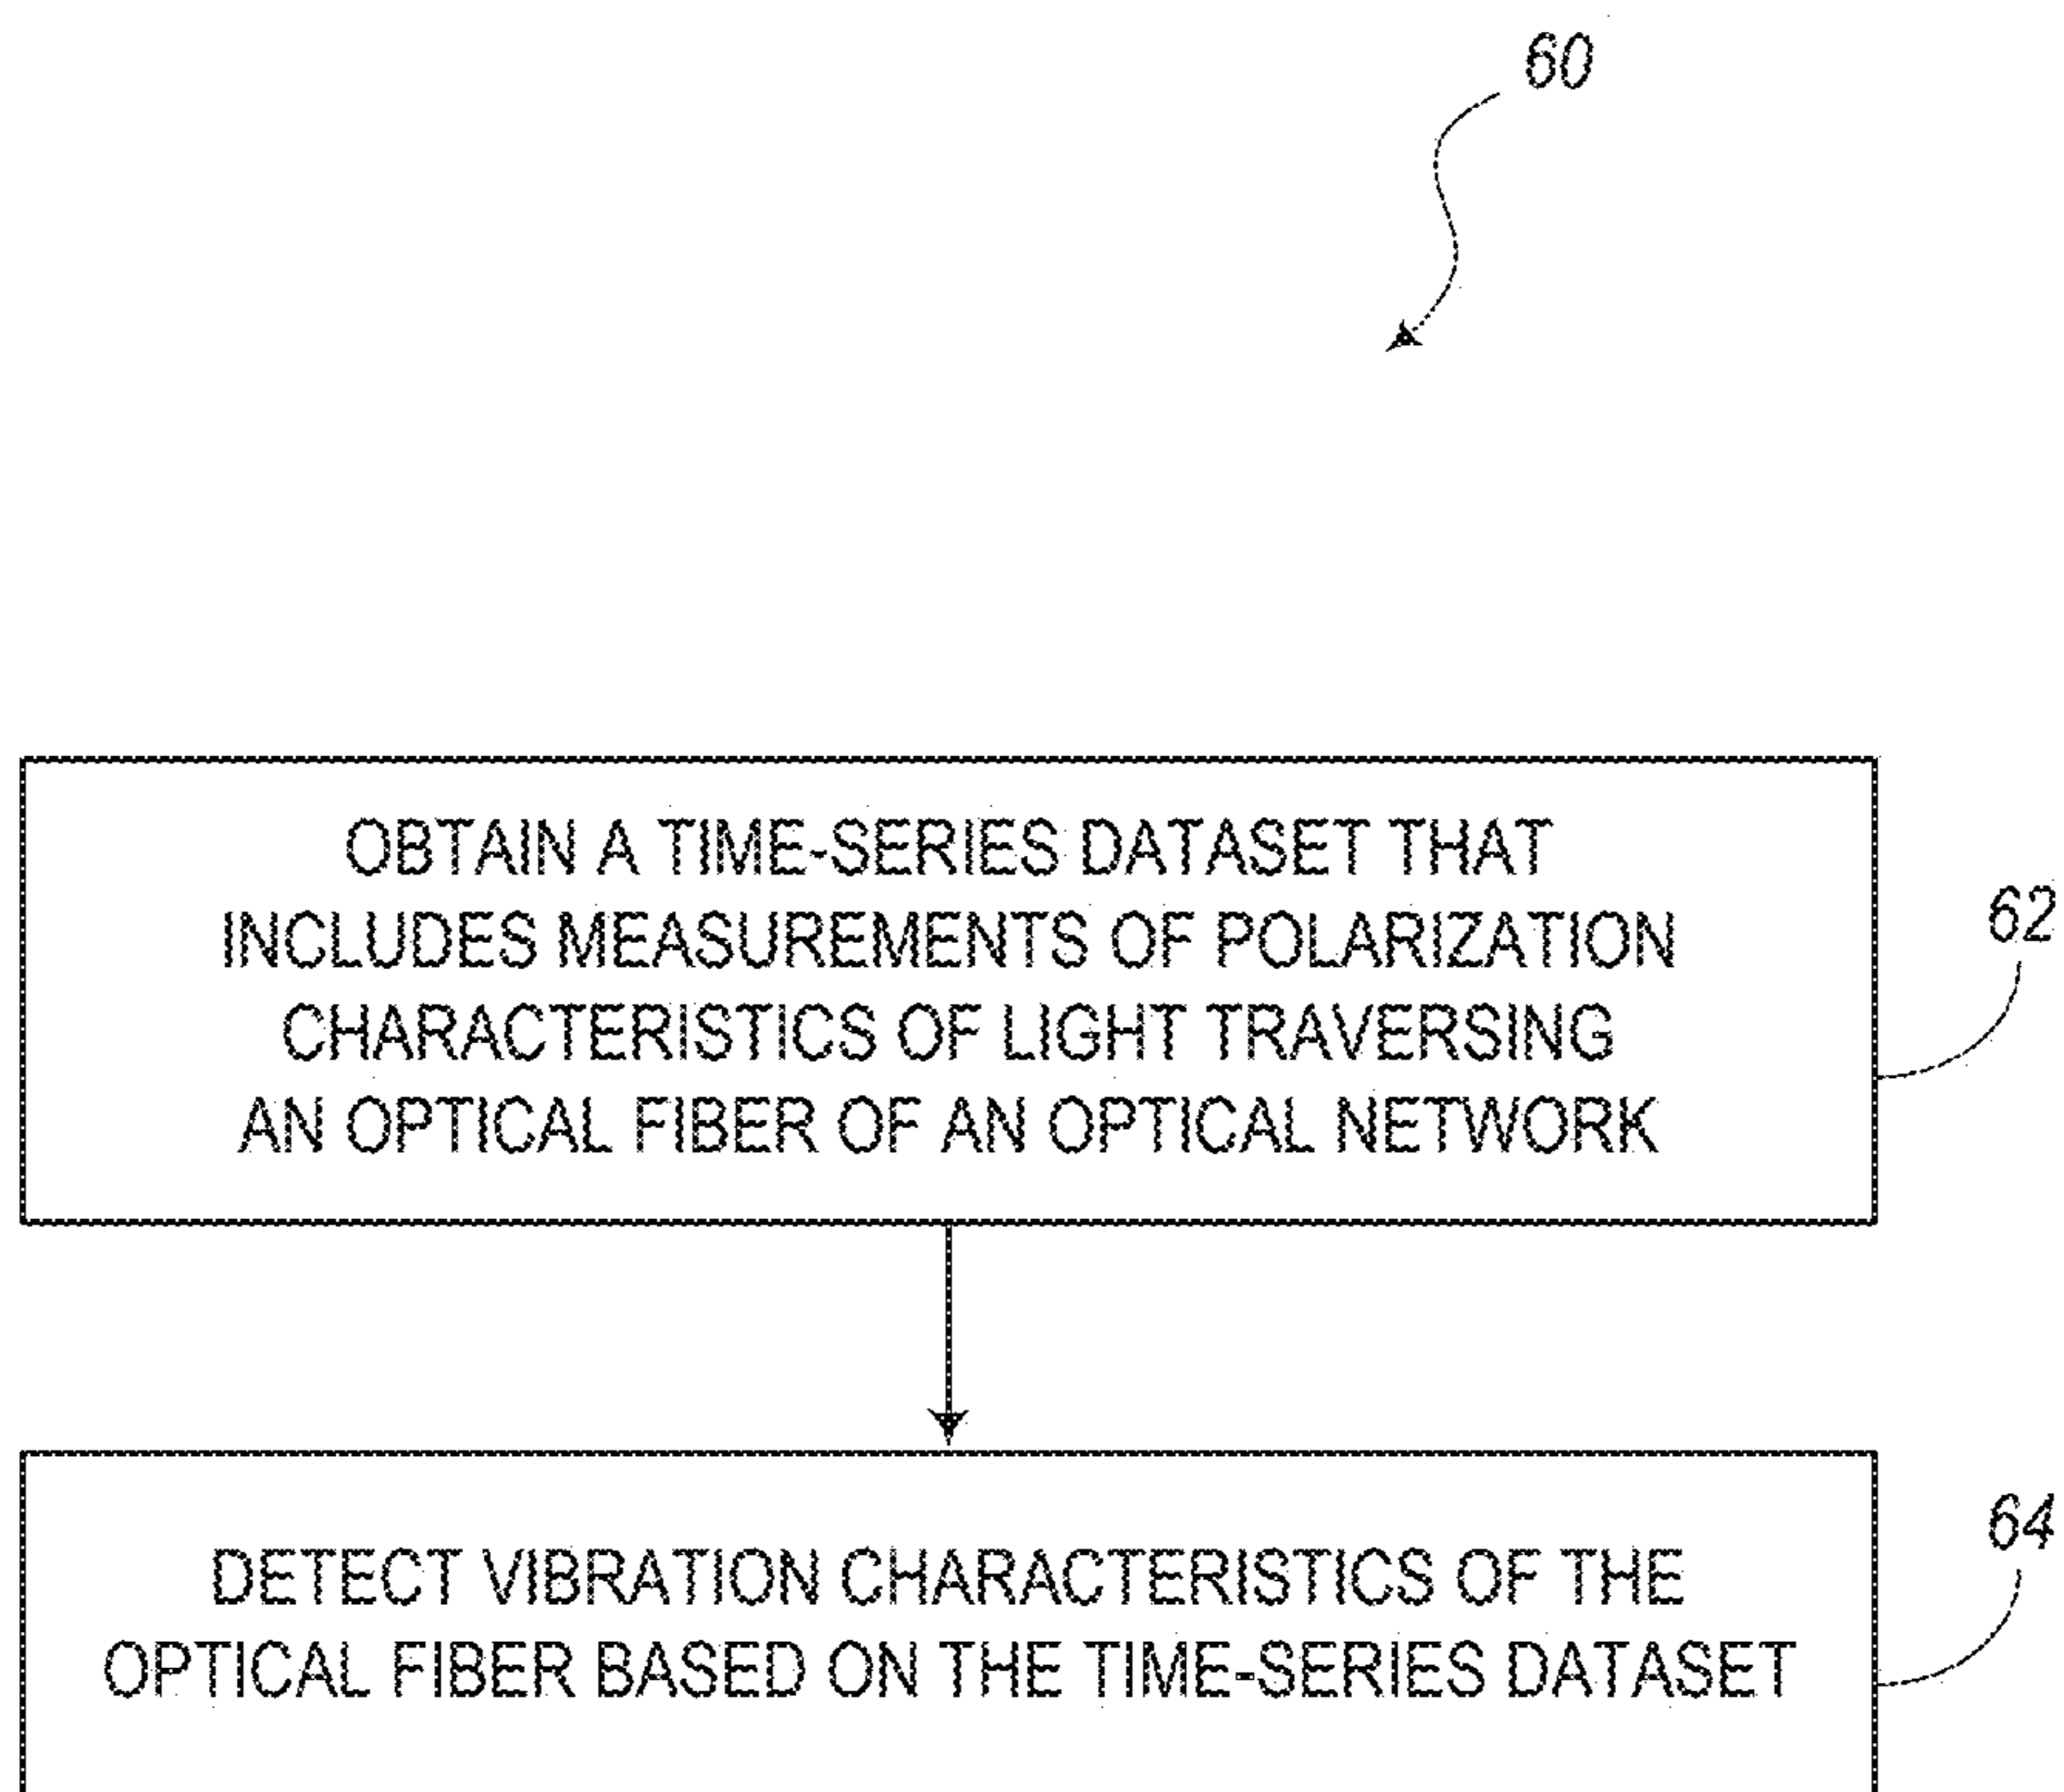 60
OBTAIN A TIME-SERIES DATASET THAT
INCLUDES MEASUREMENTS OF POLARIZATION
CHARACTERISTICS OF LIGHT TRAVERSING
AN OPTICAL FIBER OF AN OPTICAL NETWORK
62
DETECT VIBRATION CHARACTERISTICS OF THE
OPTICAL FIBER BASED ON THE TIME-SERIES DATASET
64